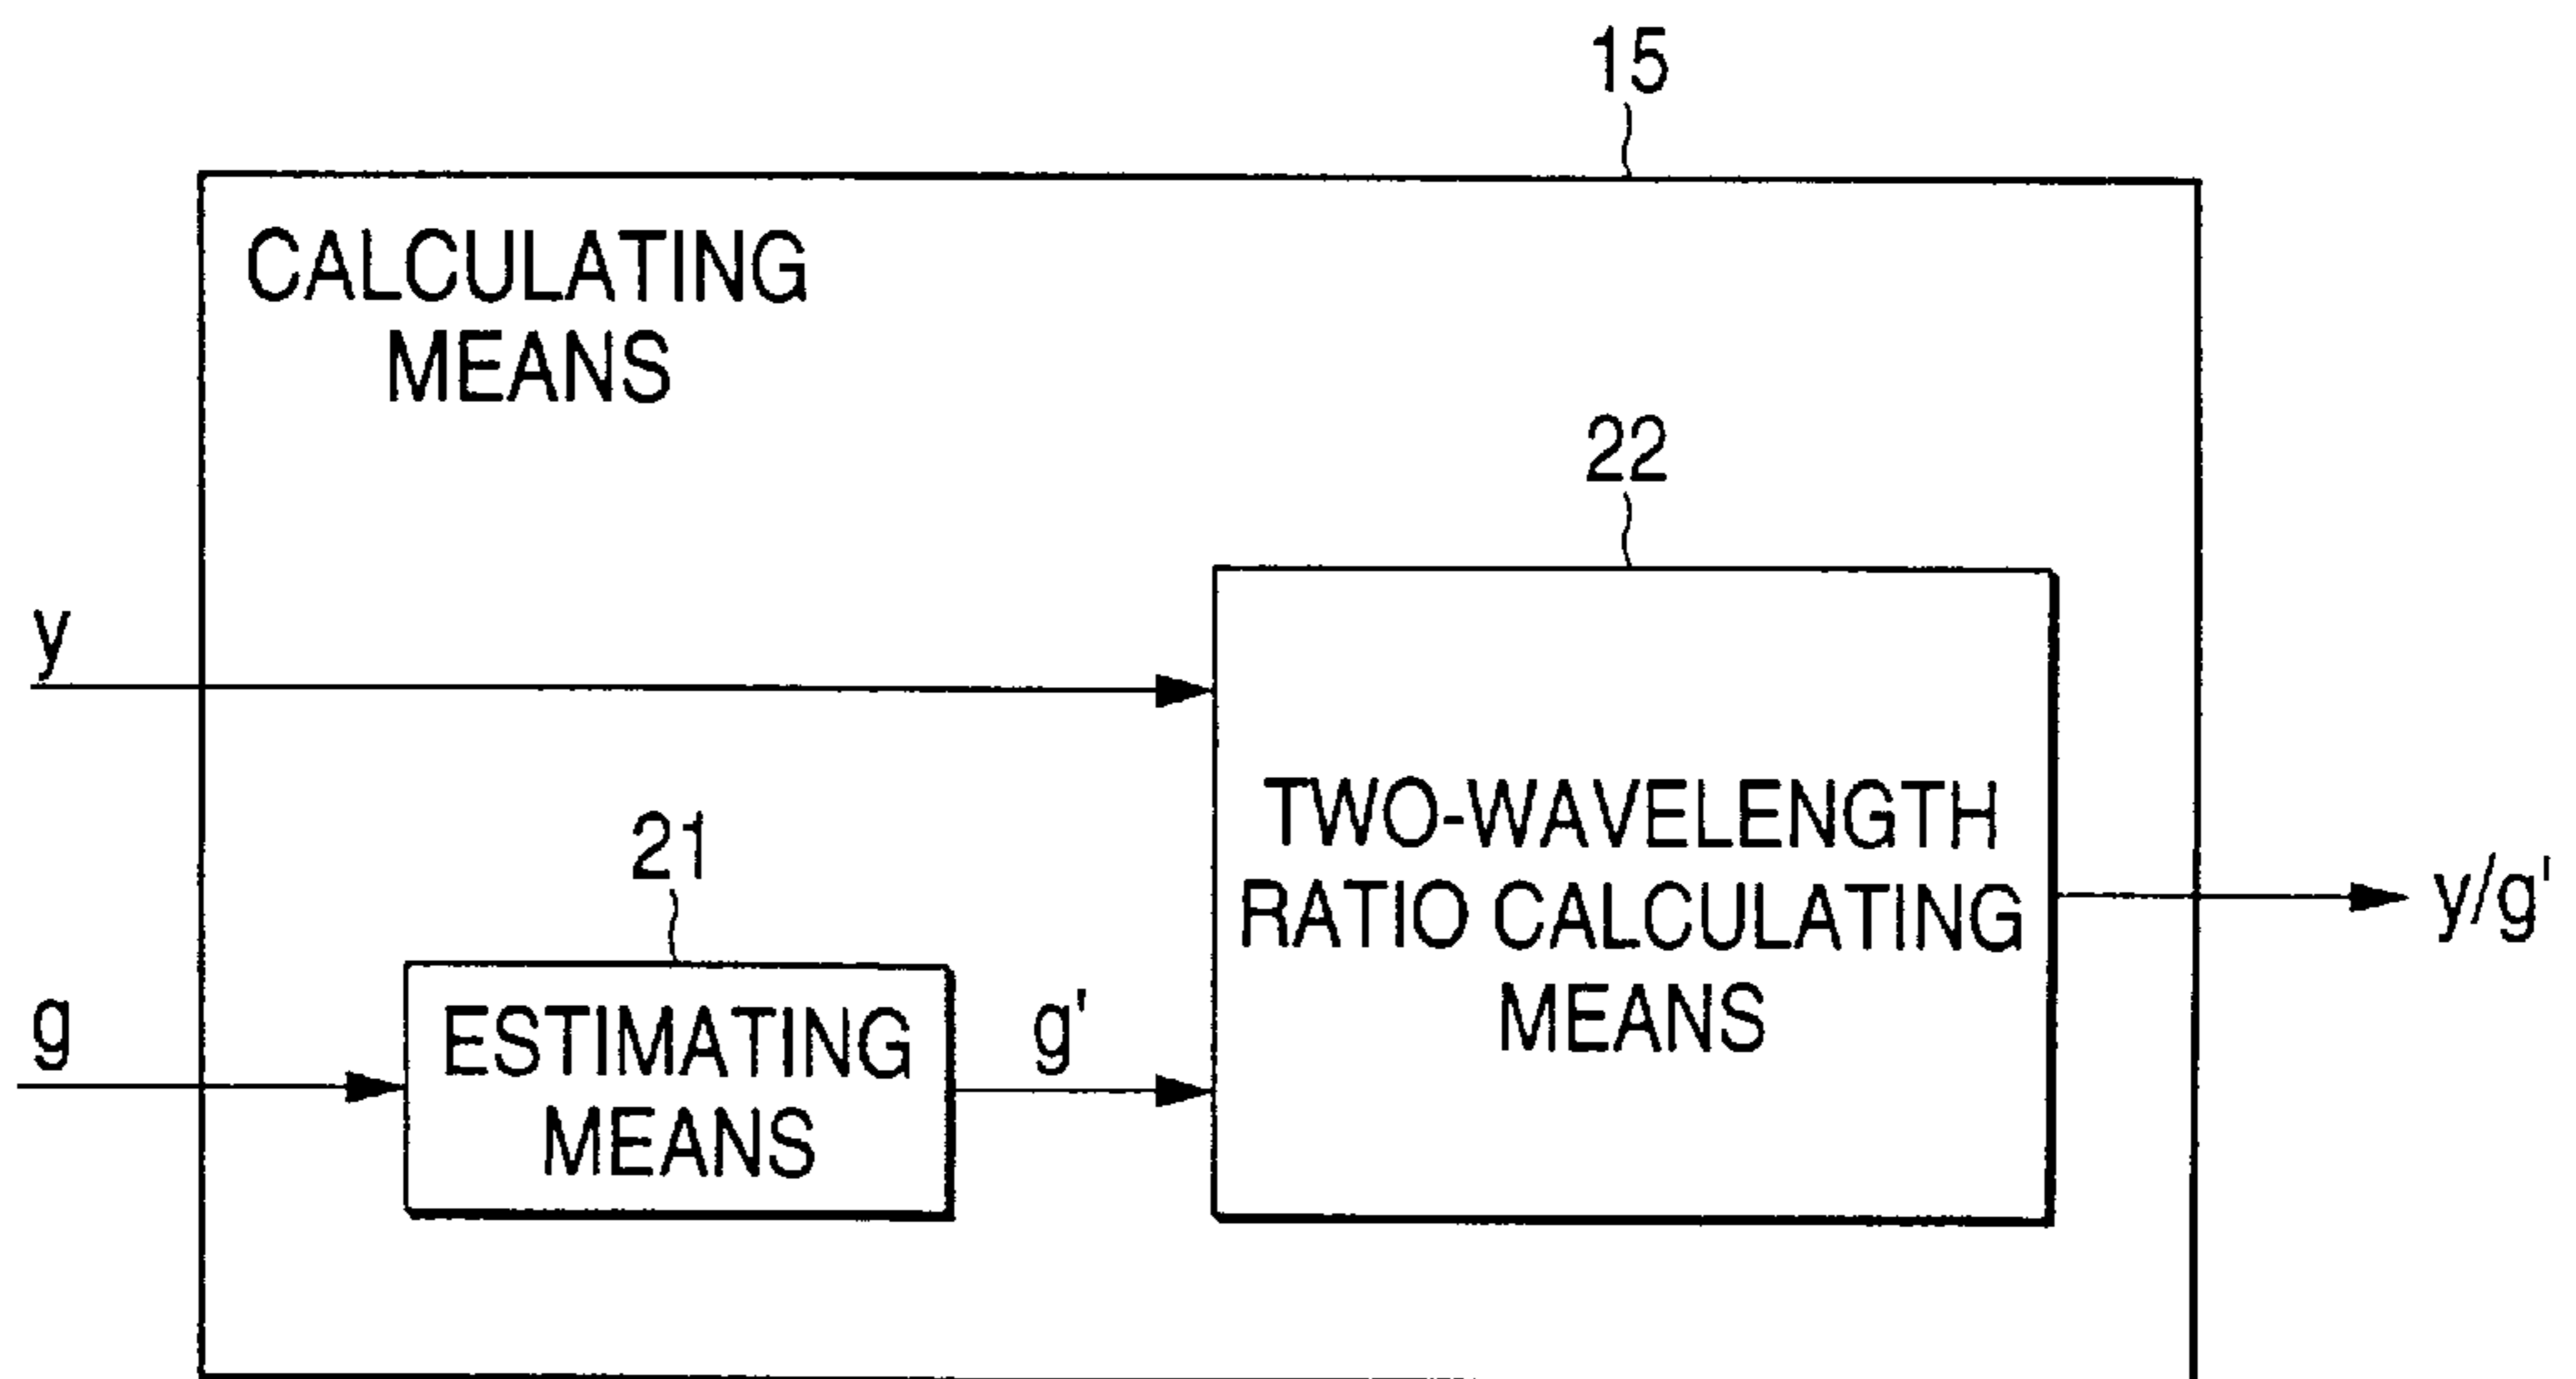 15
CALCULATING
MEANS
22
y
TWO-WAVELENGTH
RATIO CALCULATING
MEANS
y/g'
21
g
ESTIMATING
MEANS
g'